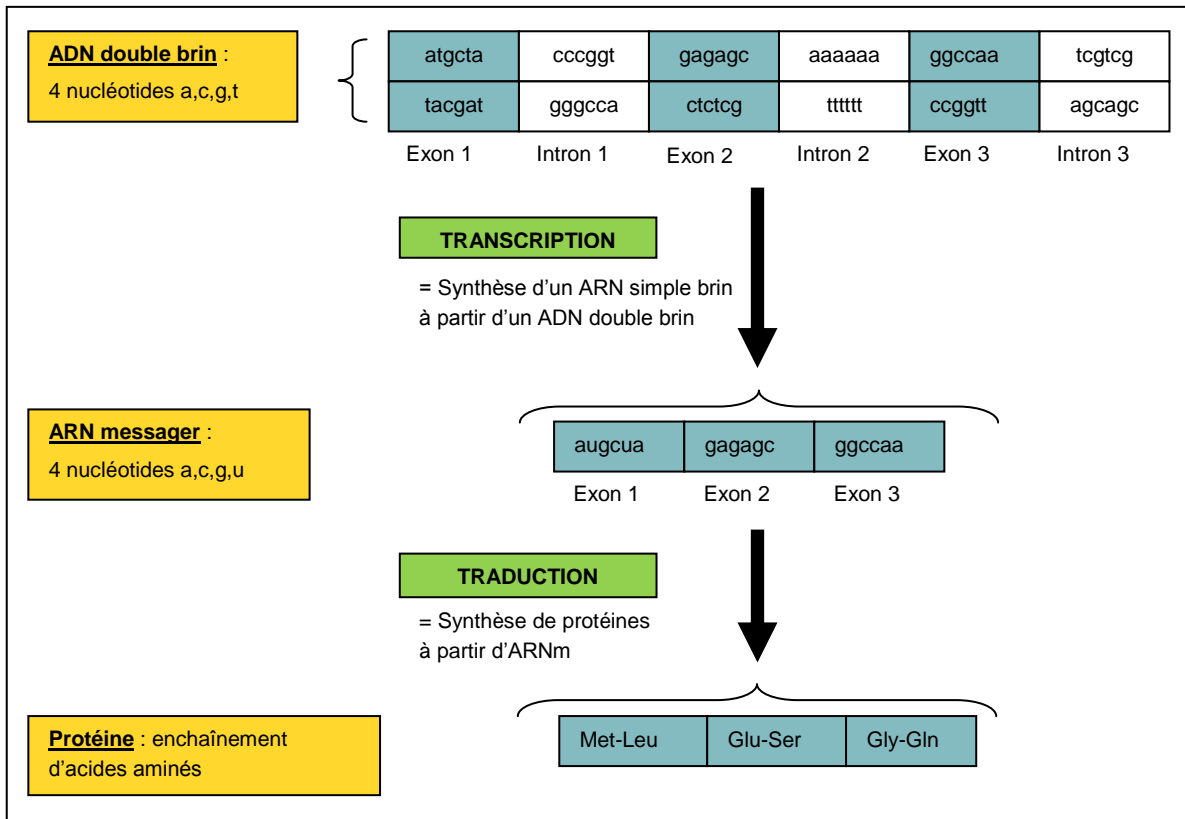 ADN double brin :
4 nucléotides a,c,g,t
atgcta cccggt gagagc aaaaaa ggccaa tcgtcg
tacgat gggcca ctctcg tttttt ccggtt agcagc
Exon 1 Intron 1 Exon 2 Intron 2 Exon 3 Intron 3
TRANSCRIPTION
= Synthèse d’un ARN simple brin
à partir d’un ADN double brin
ARN messager :
4 nucléotides a,c,g,u
augcua gagagc ggccaa
Exon 1 Exon 2 Exon 3
TRADUCTION
= Synthèse de protéines
à partir d’ARNm
Protéine : enchaînement
d’acides aminés
Met-Leu Glu-Ser Gly-Gln